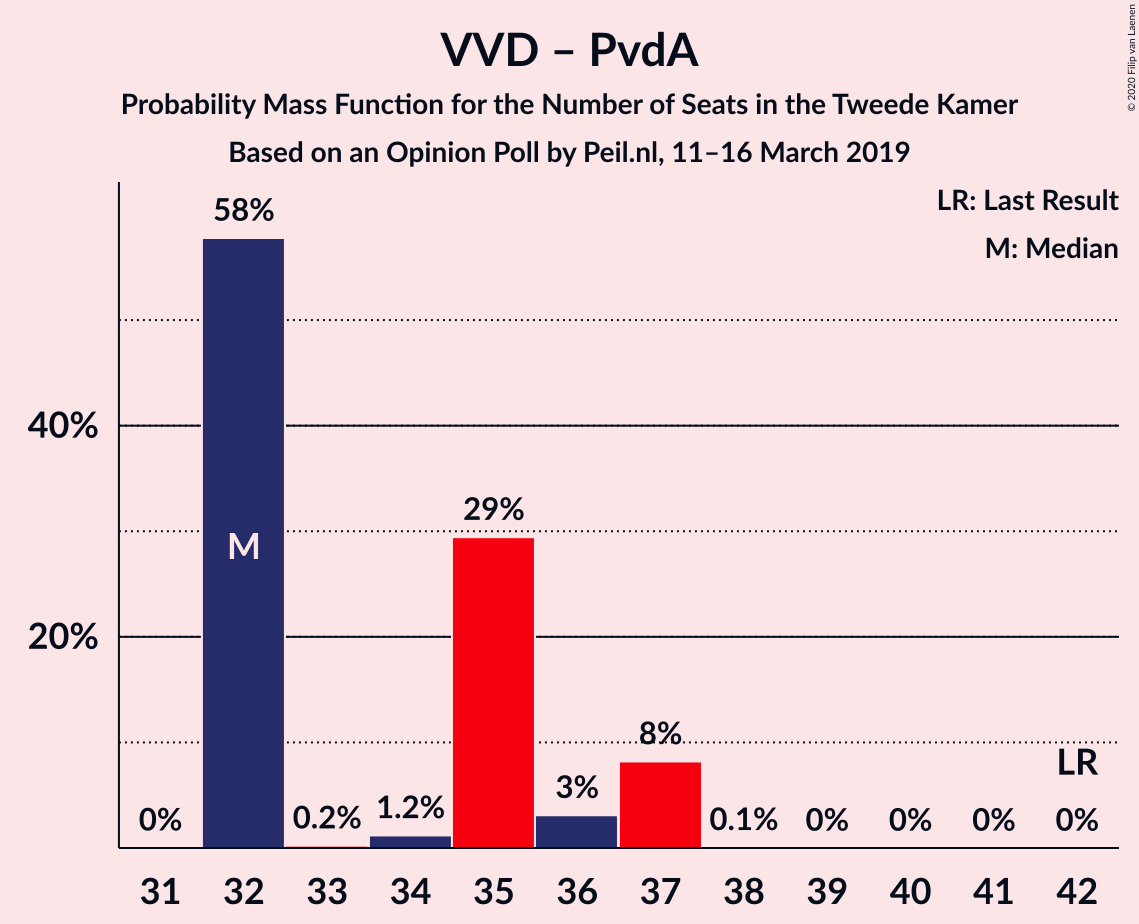 VVD – PvdA
Probability Mass Function for the Number of Seats in the Tweede Kamer
Based on an Opinion Poll by Peil.nl, 11–16 March 2019
© 2020 Filip van Laenen
LR: Last Result
M: Median
58%
40%
M
29%
20%
8%
LR
3%
1.2%
0% 0.2% 0.1% 0% 0% 0% 0%
31 32 33 34 35 36 37 38 39 40 41 42